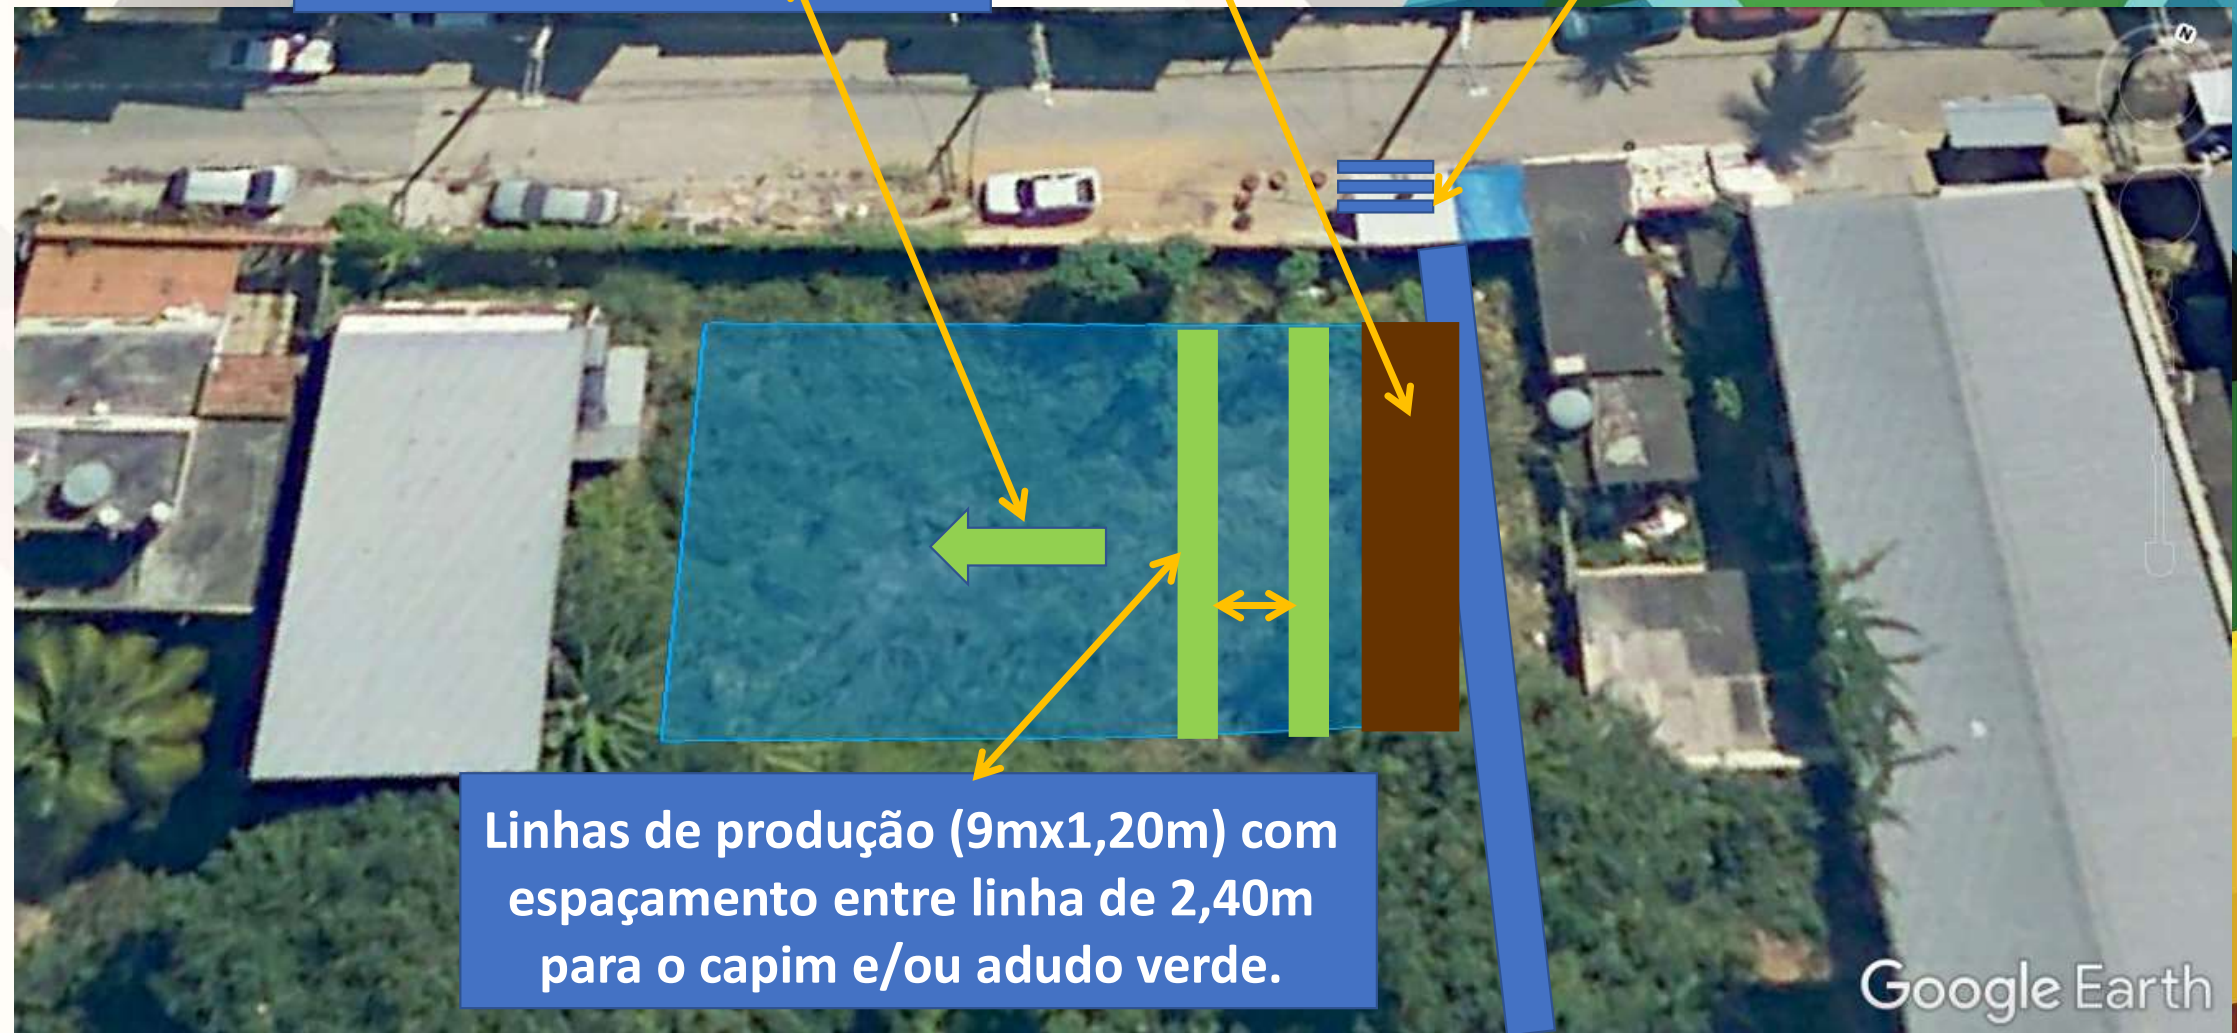 N
Linhas de produção (9mx1,20m) com
espaçamento entre linha de 2,40m
para o capim e/ou adudo verde.
Google Earth